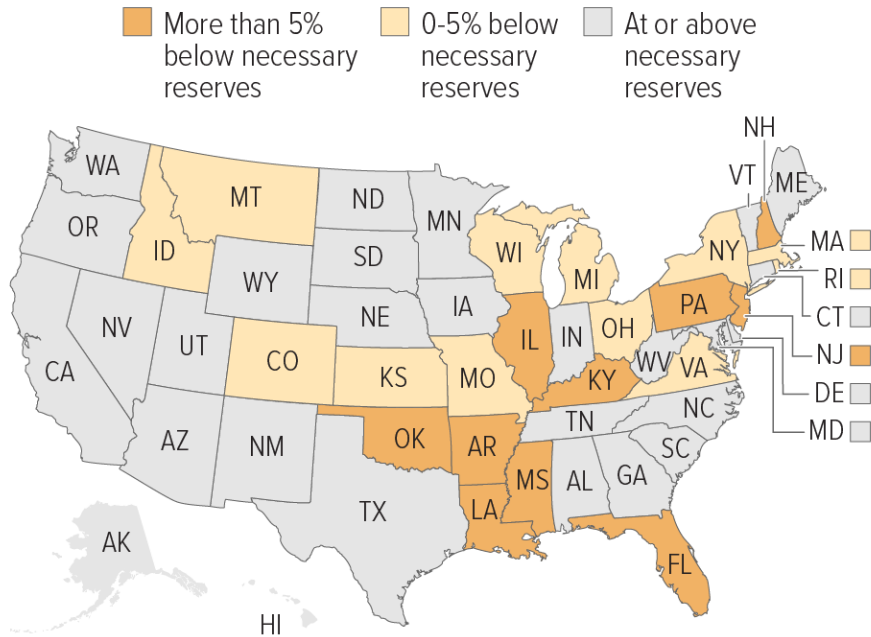 More than 5%
below necessary
reserves
0-5% below
necessary
reserves
At or above
necessary
reserves
NH
VT
ME
WA
MT
ND
MN
OR
ID
SD
WI
MI
NY
MA
WY
RI
IA
PA
NE
CT
NV
UT
IL
IN
OH
NJ
CO
WV
CA
KS
MO
KY
VA
DE
NC
MD
TN
AZ
NM
OK
AR
SC
MS
AL
GA
TX
LA
AK
FL
HI